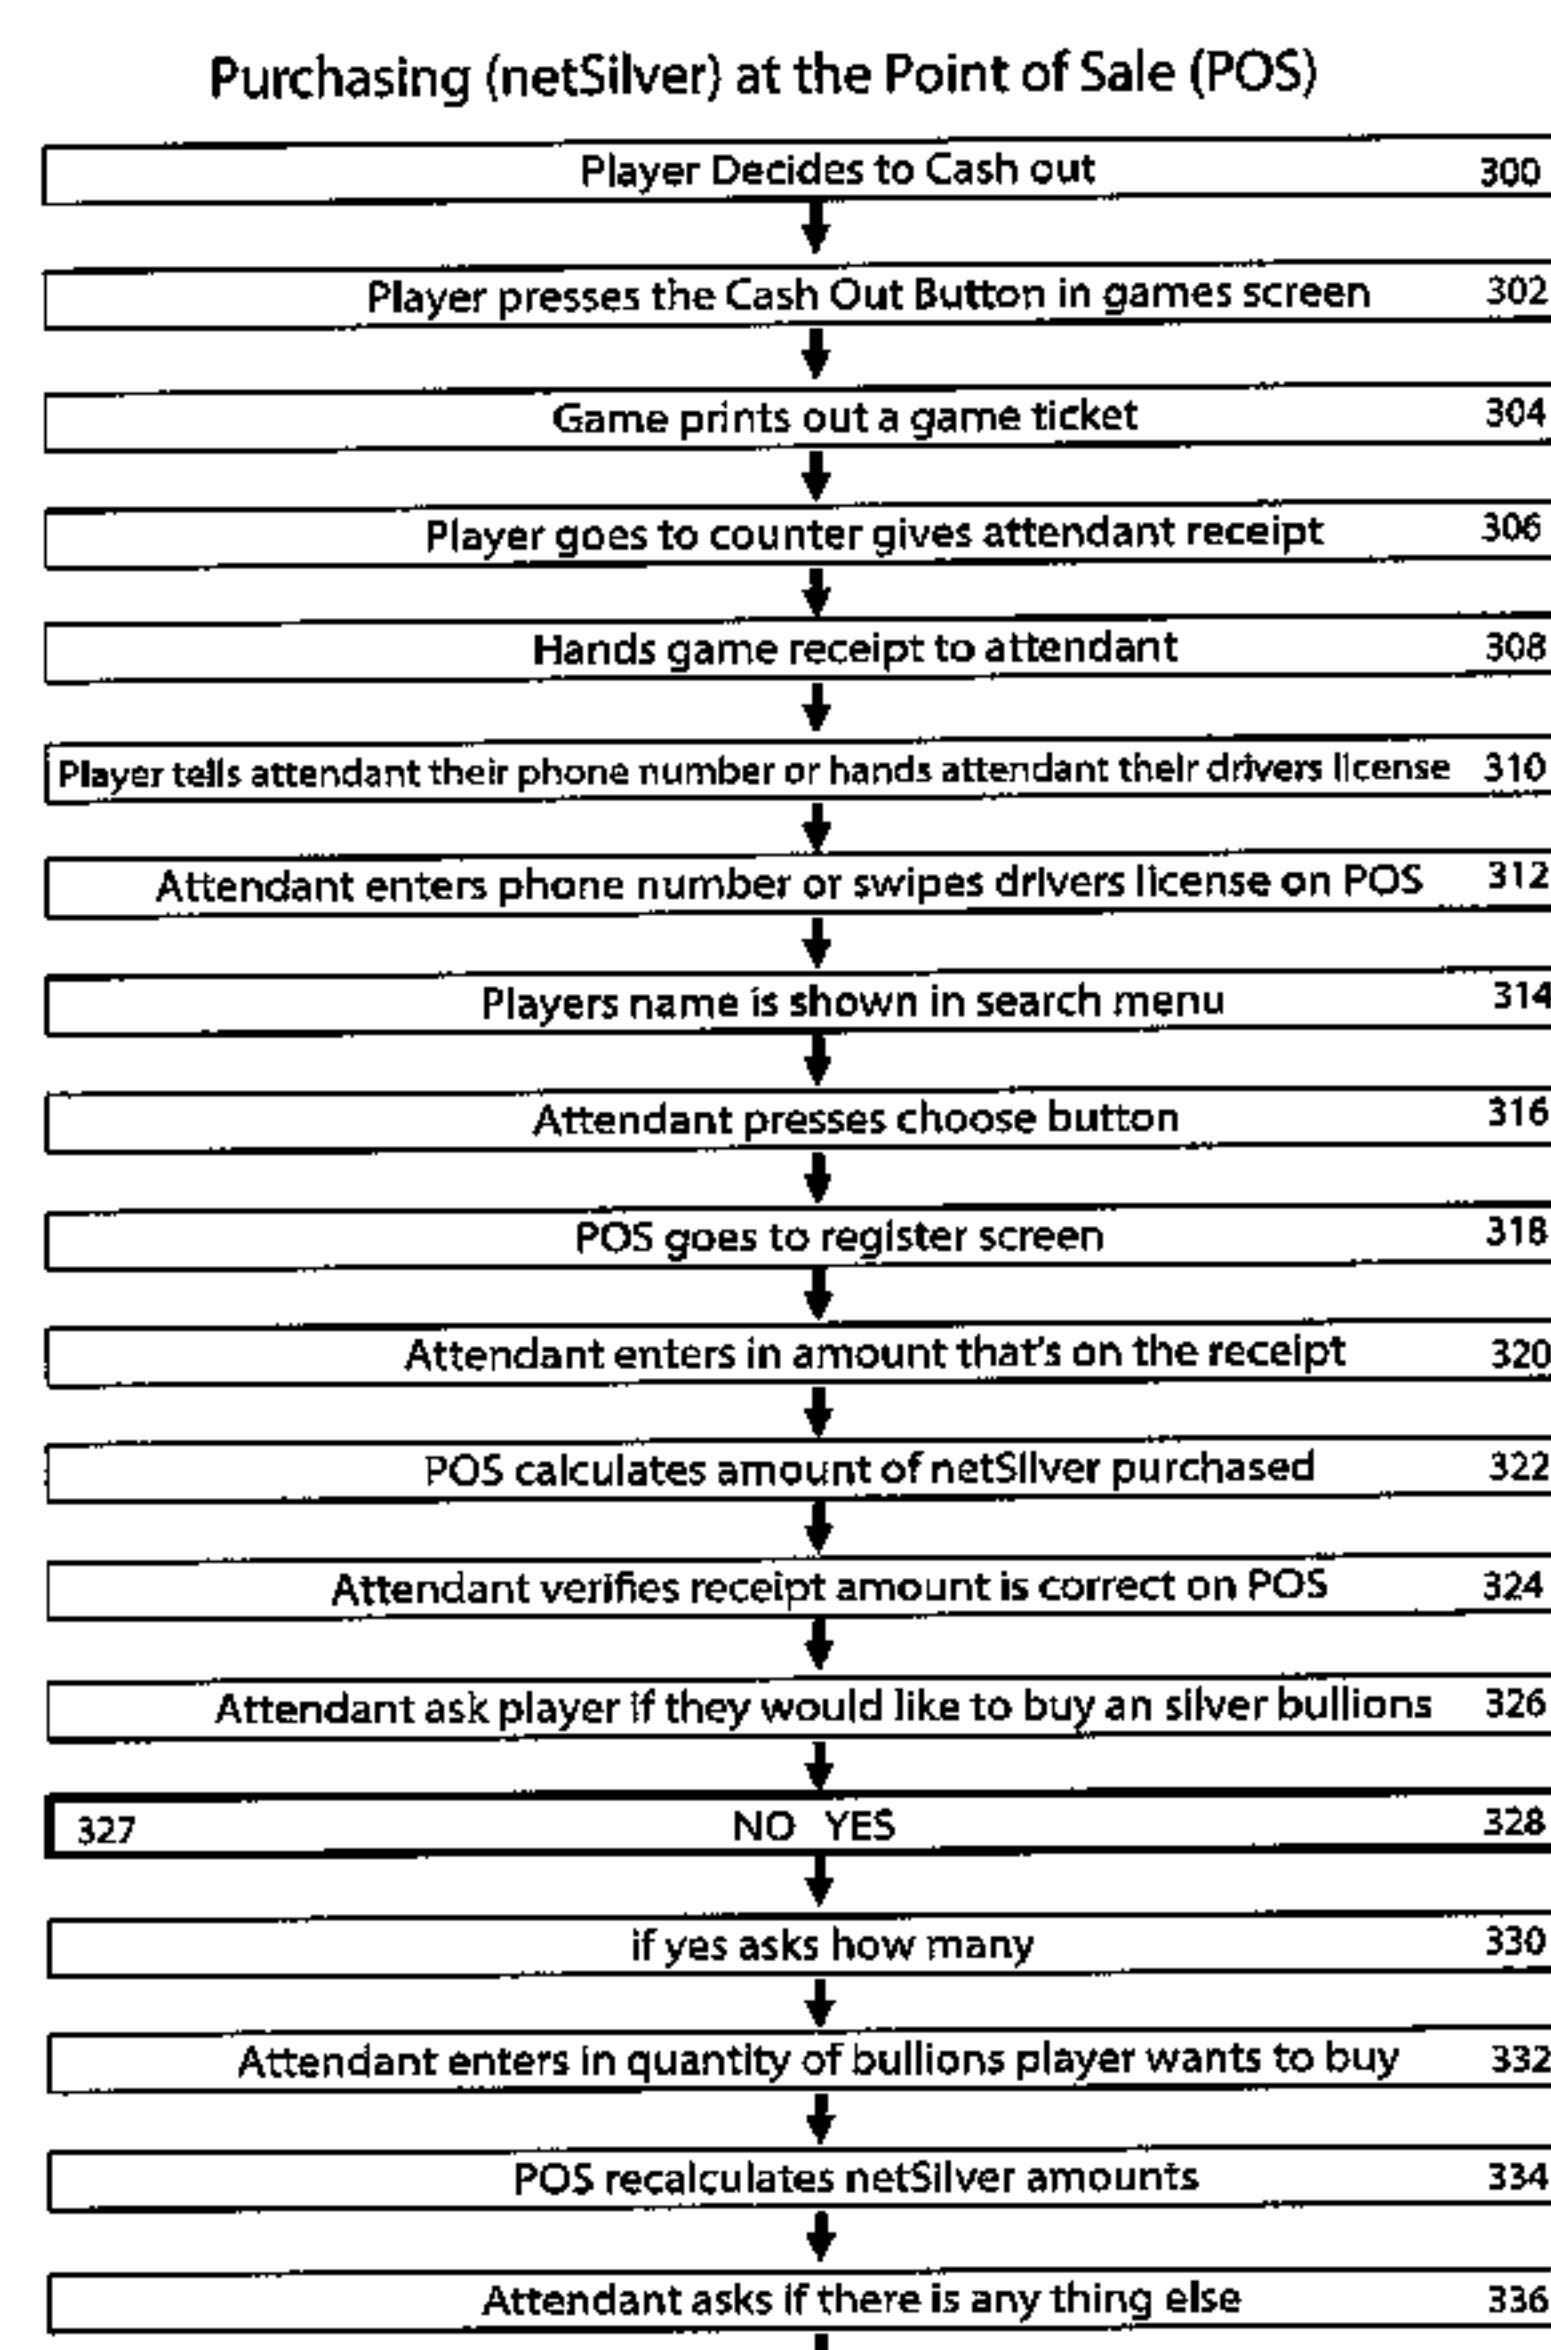 Purchasing (netSilver) at the Point of Sale (POS)
Player Decides to Cash out 300
Player presses the Cash Out Button in games screen 302
Game prints out a game ticket 304
Player goes to counter gives attendant receipt 306
Hands game receipt to attendant 308
Player tells attendant their phone number or hands attendant their drivers license 310
Attendant enters phone number or swipes drivers license on POS 312
Players name is shown in search menu 314
Attendant presses choose button 316
POS goes to register screen 318
Attendant enters in amount that's on the receipt 320
POS calculates amount of netSilver purchased 322
Attendant verifies receipt amount is correct on POS 324
Attendant ask player if they would like to buy an silver bullions 326
327 NO YES 328
if yes asks how many 330
Attendant enters in quantity of bullions player wants to buy 332
POS recalculates netSilver amounts 334
Attendant asks if there is any thing else 336